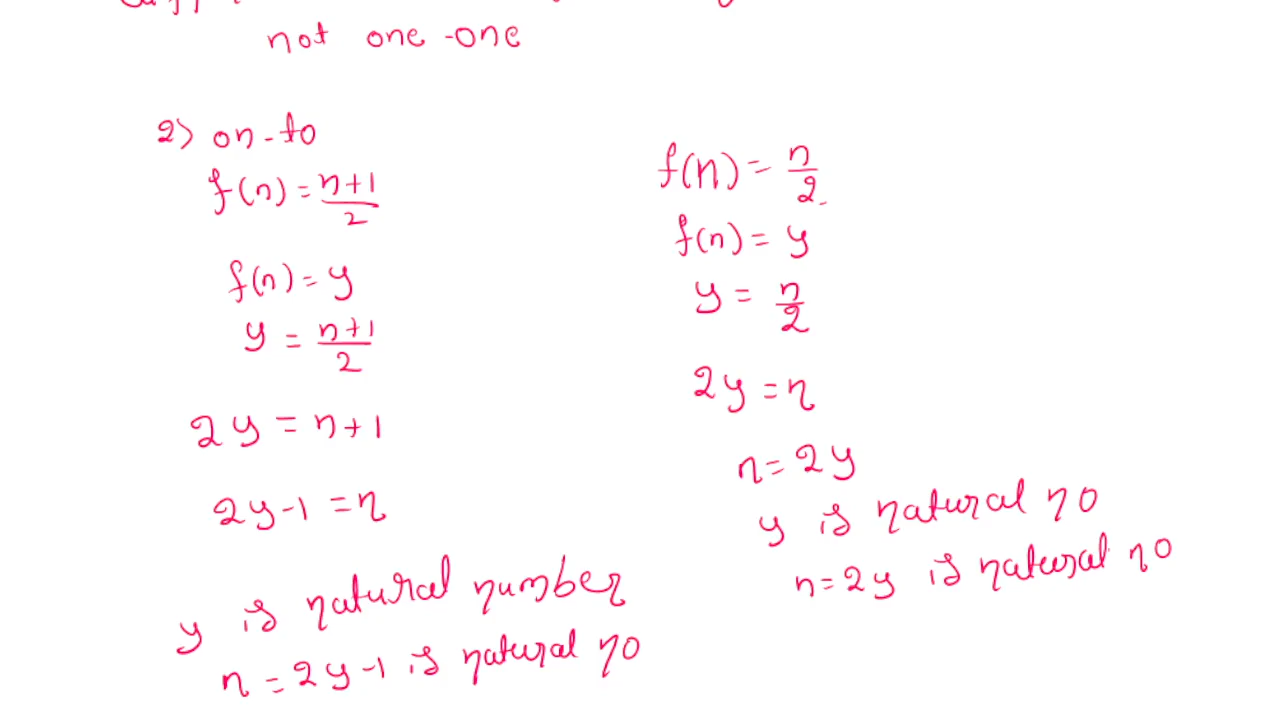 not one-one
2) on-to
f(n) = n+1/2
f(n) = y
y = n+1/2
2y = n+1
2y-1 = n
y is natural number
n = 2y-1 is natural no
f(n) = n/2
f(n) = y
y = n/2
2y = n
n = 2y
y is natural no
n = 2y is natural no